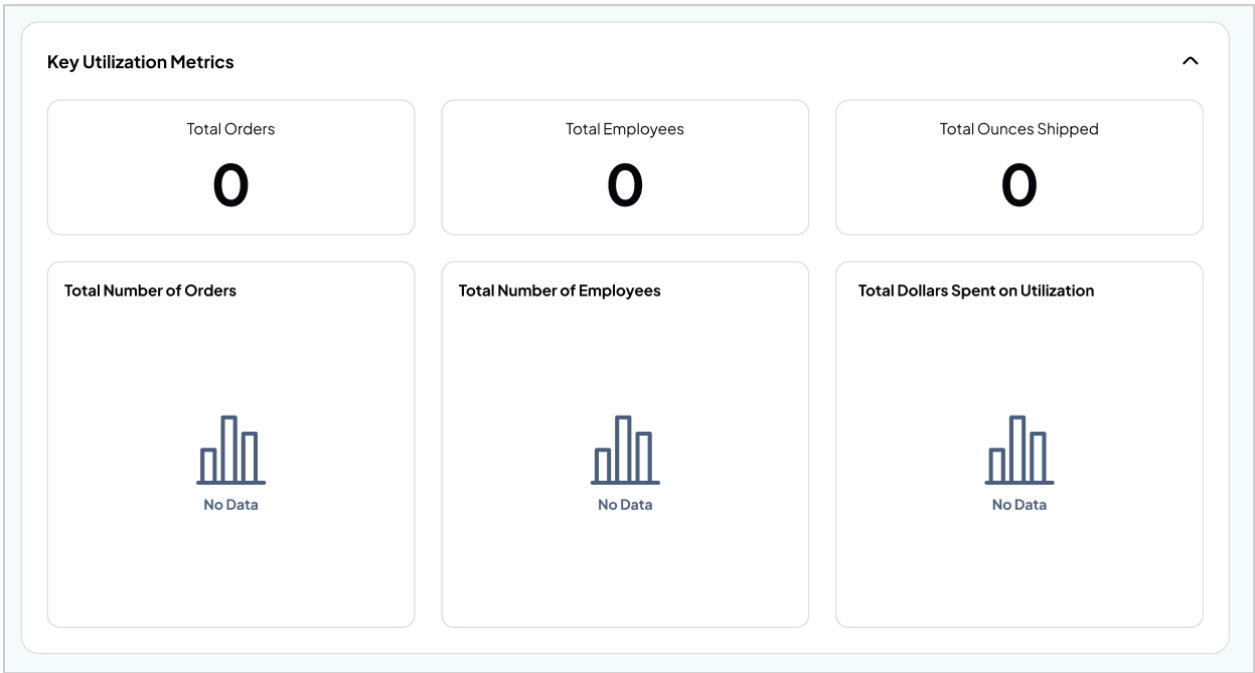 Key Utilization Metrics
Total Orders
0
Total Employees
0
Total Ounces Shipped
0
Total Number of Orders
No Data
Total Number of Employees
No Data
Total Dollars Spent on Utilization
No Data